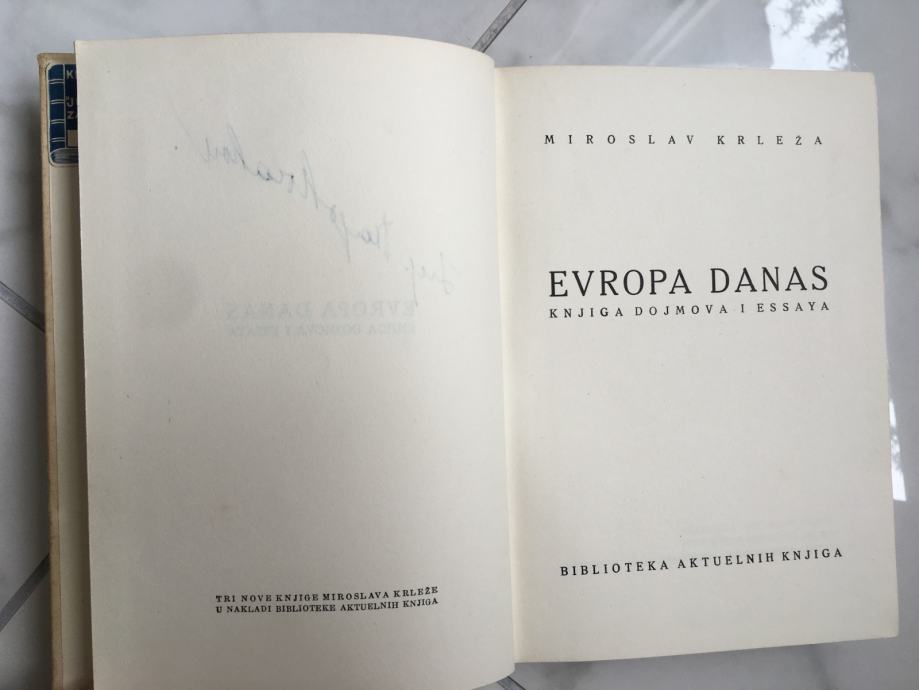 TRI NOVE KNJIGE MIROSLAVA KRLEŽE
U NAKLADI BIBLIOTEKE AKTUELNIH KNJIGA
MIROSLAV KRLEŽA
EVROPA DANAS
KNJIGA DOJMOVA I ESSAYA
BIBLIOTEKA AKTUELNIH KNJIGA